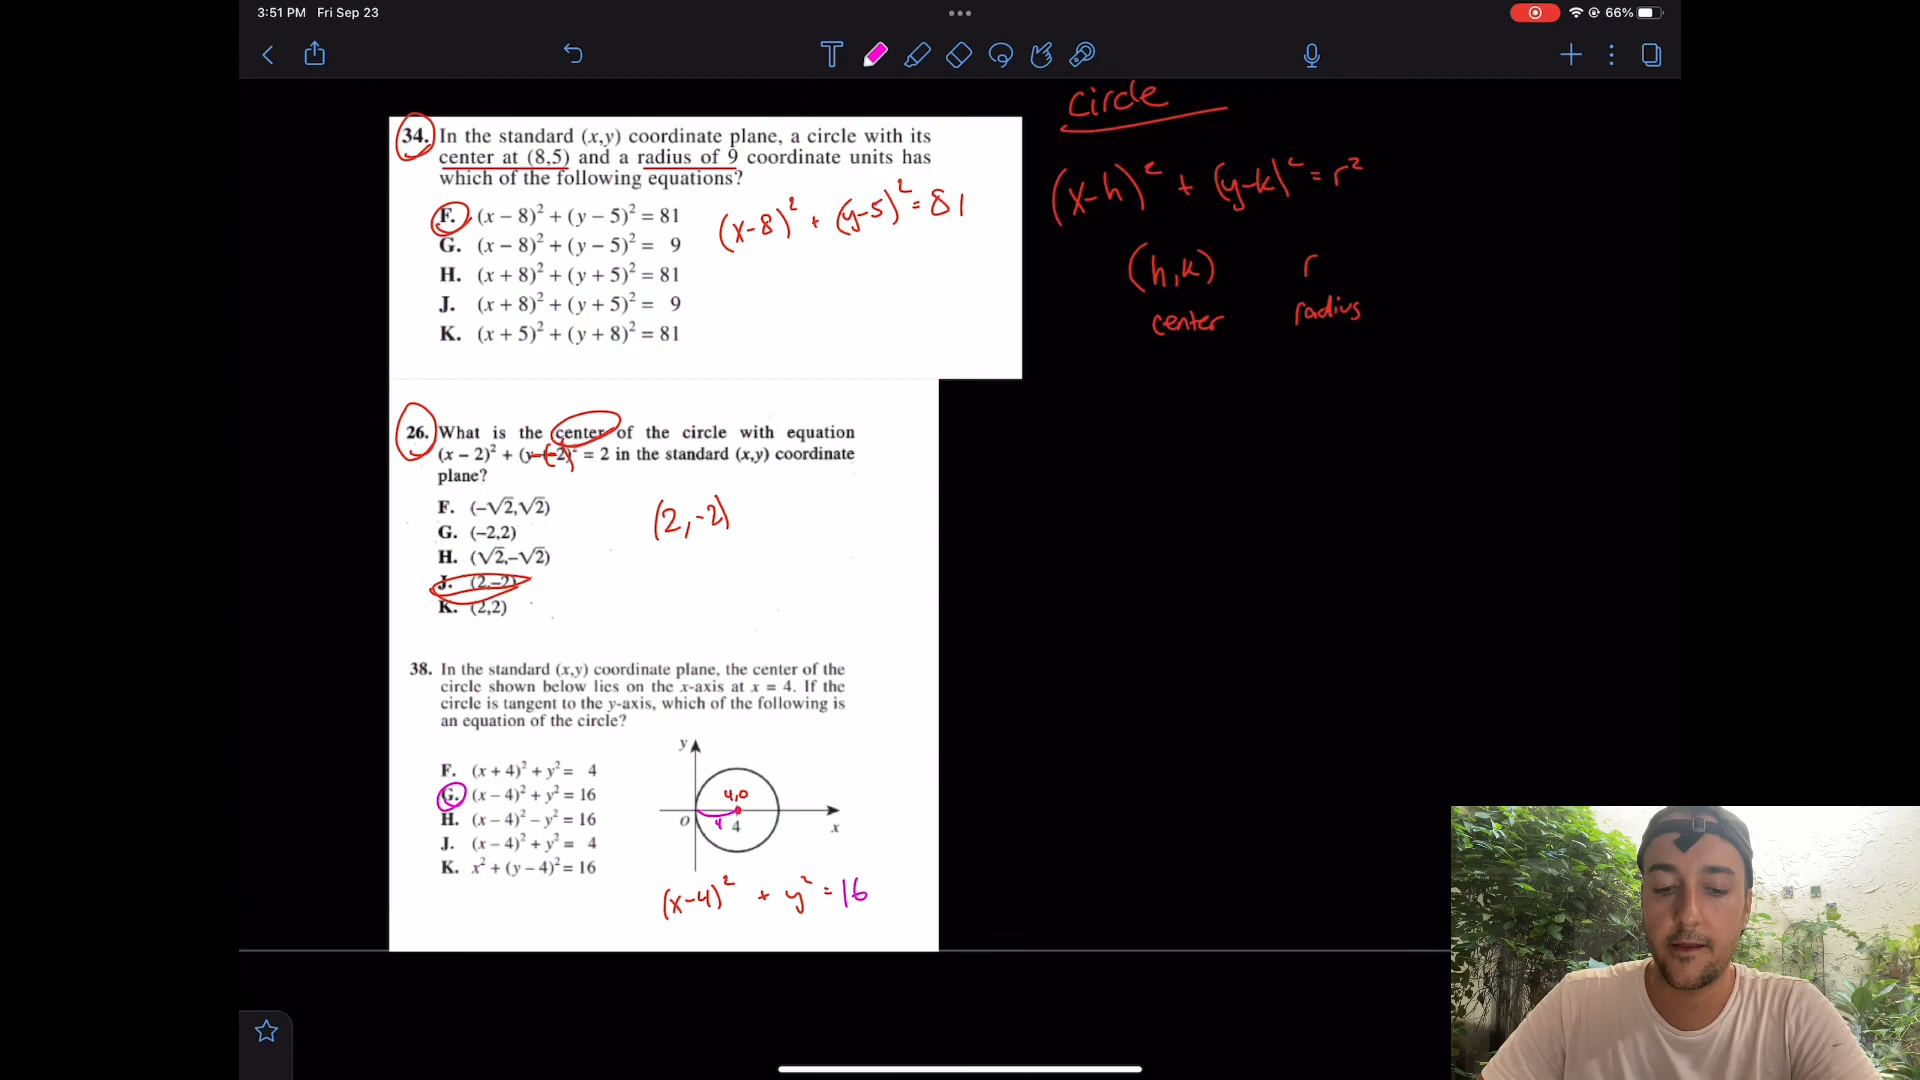 3:51 PM Fri Sep 23
66%
circle
34. In the standard (x,y) coordinate plane, a circle with its
center at (8,5) and a radius of 9 coordinate units has
which of the following equations?
F. (x − 8)² + (y − 5)² = 81
G. (x − 8)² + (y − 5)² = 9
H. (x + 8)² + (y + 5)² = 81
J. (x + 8)² + (y + 5)² = 9
K. (x + 5)² + (y + 8)² = 81
(x-8)² + (y-5)² = 81
(x-h)² + (y-k)² = r²
(h,k) r
center radius
26. What is the center of the circle with equation
(x − 2)² + (y-(-2)² = 2 in the standard (x,y) coordinate
plane?
F. (−√2,√2)
G. (−2,2)
H. (√2,−√2)
J. (2,−2)
K. (2,2)
(2,-2)
38. In the standard (x,y) coordinate plane, the center of the
circle shown below lies on the x-axis at x = 4. If the
circle is tangent to the y-axis, which of the following is
an equation of the circle?
F. (x + 4)² + y² = 4
G. (x − 4)² + y² = 16
H. (x − 4)² − y² = 16
J. (x − 4)² + y² = 4
K. x² + (y − 4)² = 16
y
4,0
O 4 4 x
(x-4)² + y² = 16